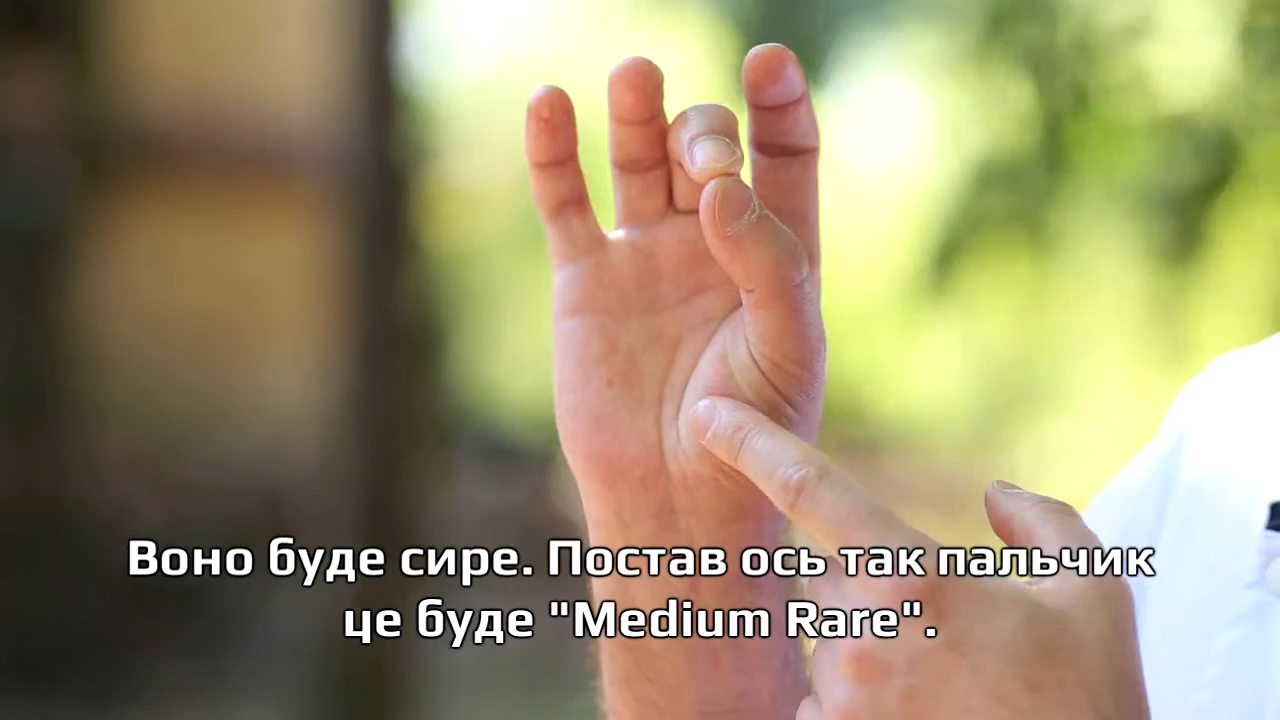 Воно буде сире. Постав ось так пальчик
це буде "Medium Rare".